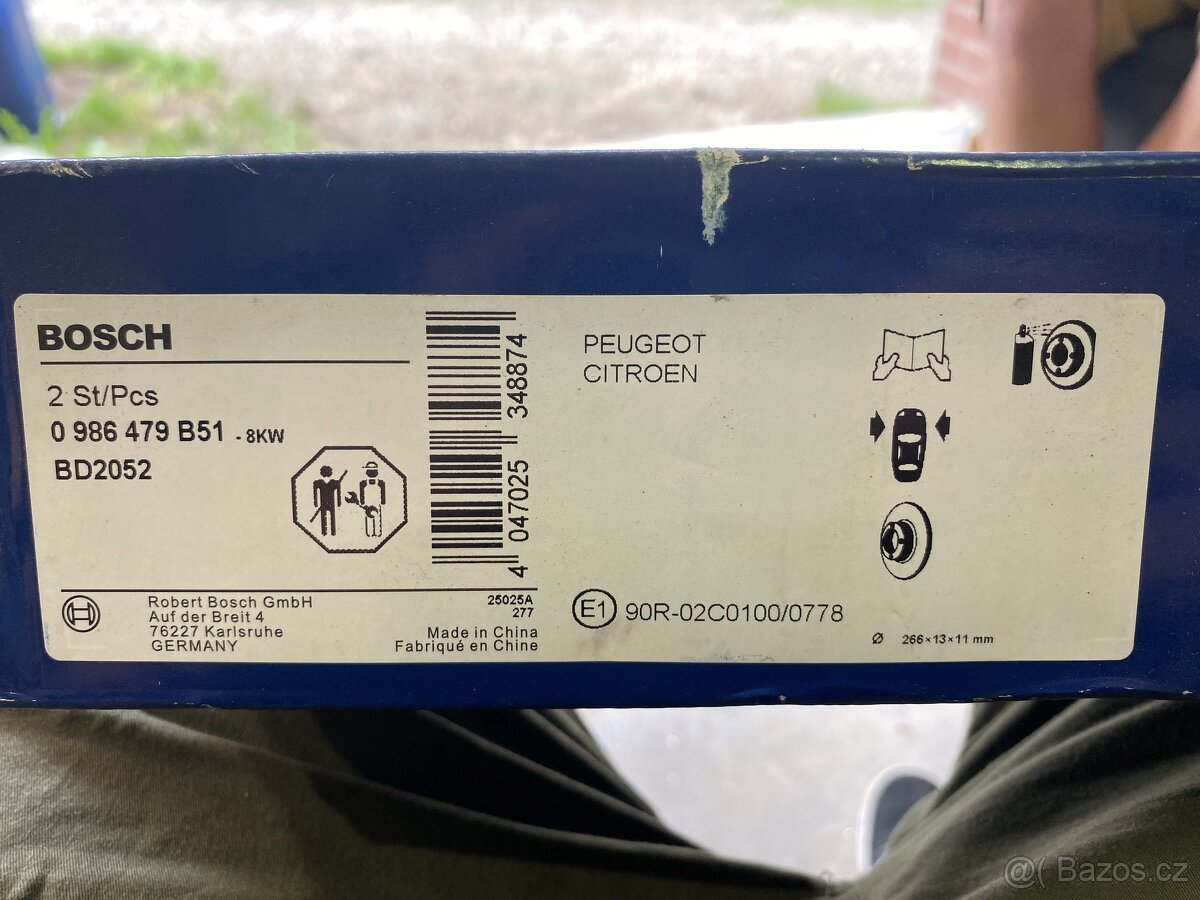 BOSCH
2 St/Pcs
0 986 479 B51 - 8KW
BD2052
4 047025 348874
Robert Bosch GmbH
Auf der Breit 4
76227 Karlsruhe
GERMANY
25025A
277
Made in China
Fabriqué en Chine
PEUGEOT
CITROEN
E1 90R-02C0100/0778
Ø 266×13×11 mm
@( Bazos.cz